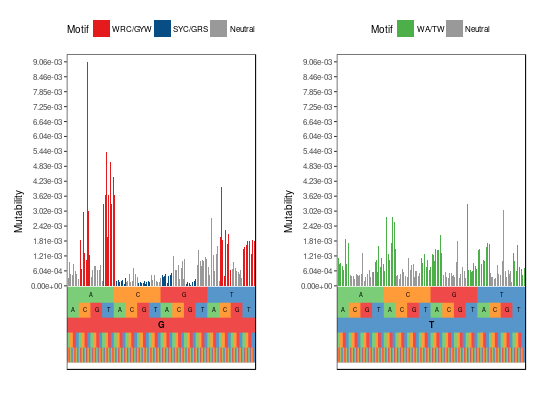 Motif WRC/GYW SYC/GRS Neutral
Mutability
9.06e-03
8.46e-03
7.85e-03
7.25e-03
6.64e-03
6.04e-03
5.44e-03
4.83e-03
4.23e-03
3.62e-03
3.02e-03
2.42e-03
1.81e-03
1.21e-03
6.04e-04
0.00e+00
A C G T
A C G T A C G T A C G T A C G T
G
Motif WA/TW Neutral
Mutability
9.06e-03
8.46e-03
7.85e-03
7.25e-03
6.64e-03
6.04e-03
5.44e-03
4.83e-03
4.23e-03
3.62e-03
3.02e-03
2.42e-03
1.81e-03
1.21e-03
6.04e-04
0.00e+00
A C G T
A C G T A C G T A C G T A C G T
T